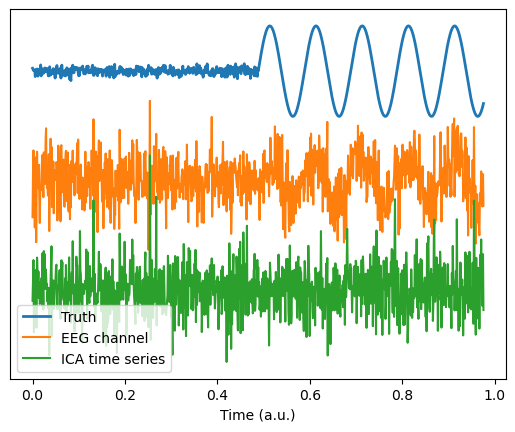 Truth
EEG channel
ICA time series
0.0 0.2 0.4 0.6 0.8 1.0
Time (a.u.)